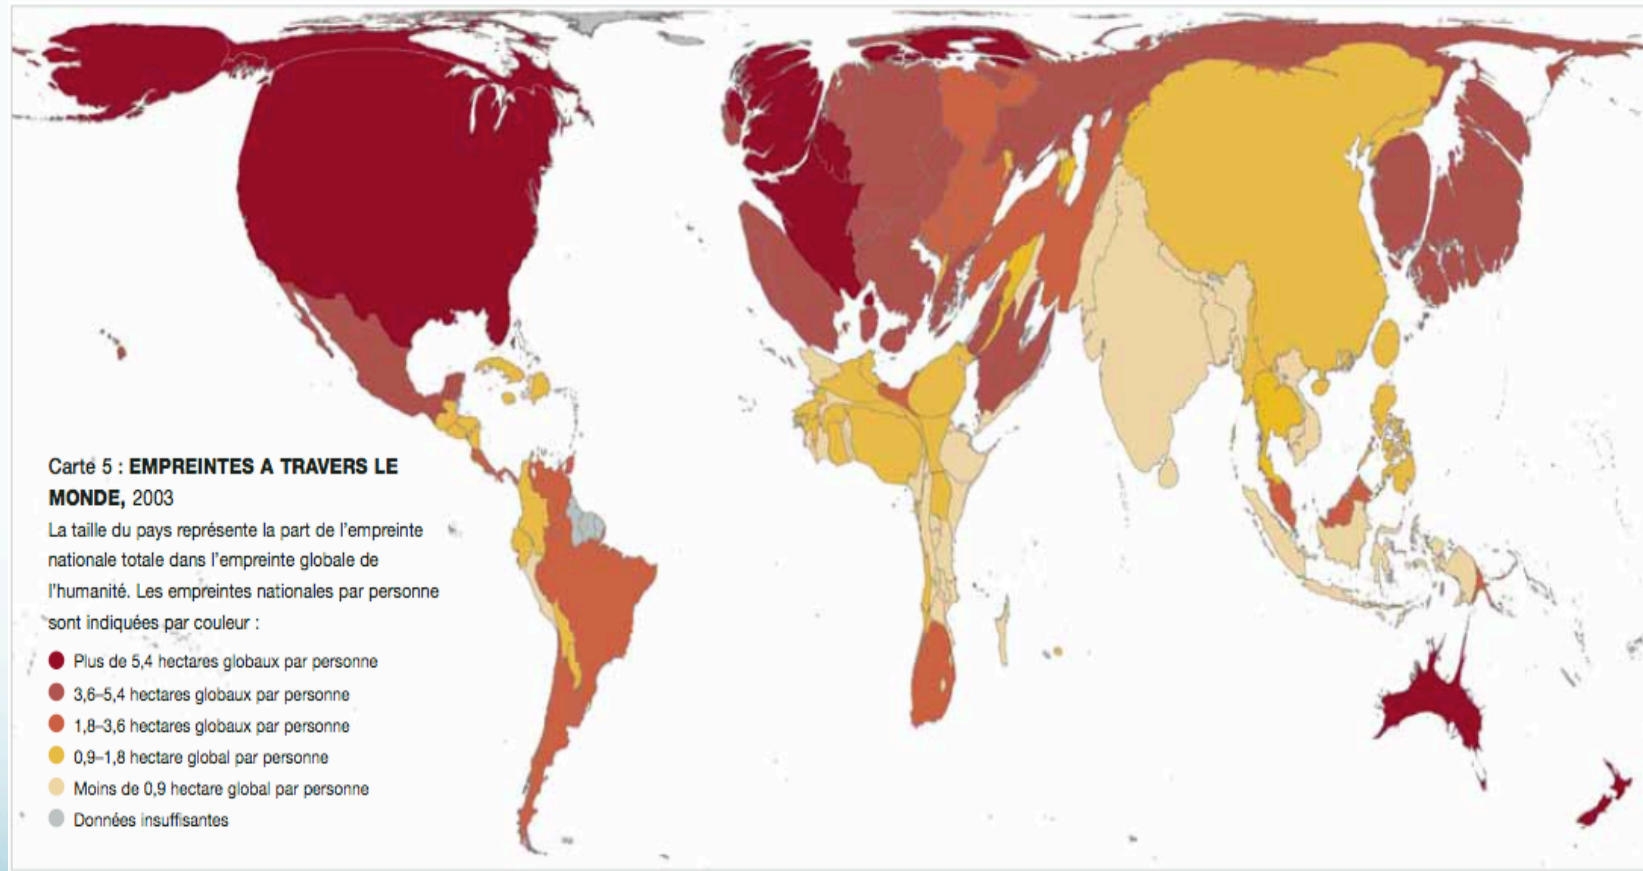 Carte 5 : EMPREINTES A TRAVERS LE
MONDE, 2003
La taille du pays représente la part de l'empreinte
nationale totale dans l'empreinte globale de
l'humanité. Les empreintes nationales par personne
sont indiquées par couleur :
Plus de 5,4 hectares globaux par personne
3,6–5,4 hectares globaux par personne
1,8–3,6 hectares globaux par personne
0,9–1,8 hectare global par personne
Moins de 0,9 hectare global par personne
Données insuffisantes